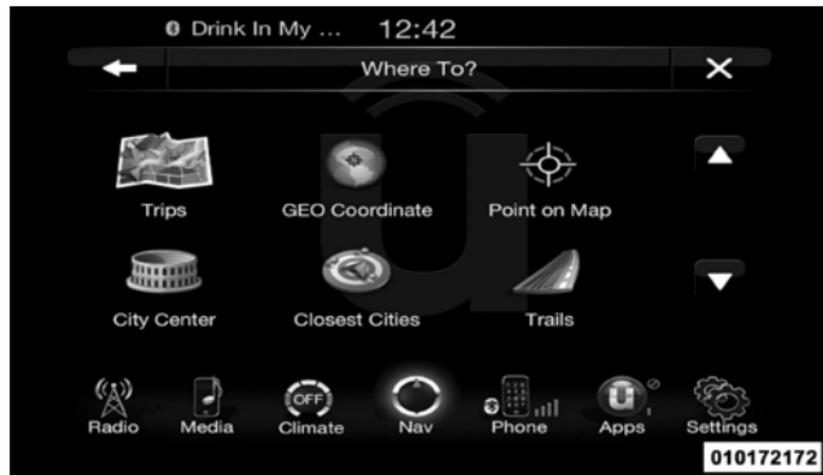 Drink In My ... 12:42
Where To?
Trips GEO Coordinate Point on Map
City Center Closest Cities Trails
OFF
Radio Media Climate Nav Phone Apps Settings
010172172